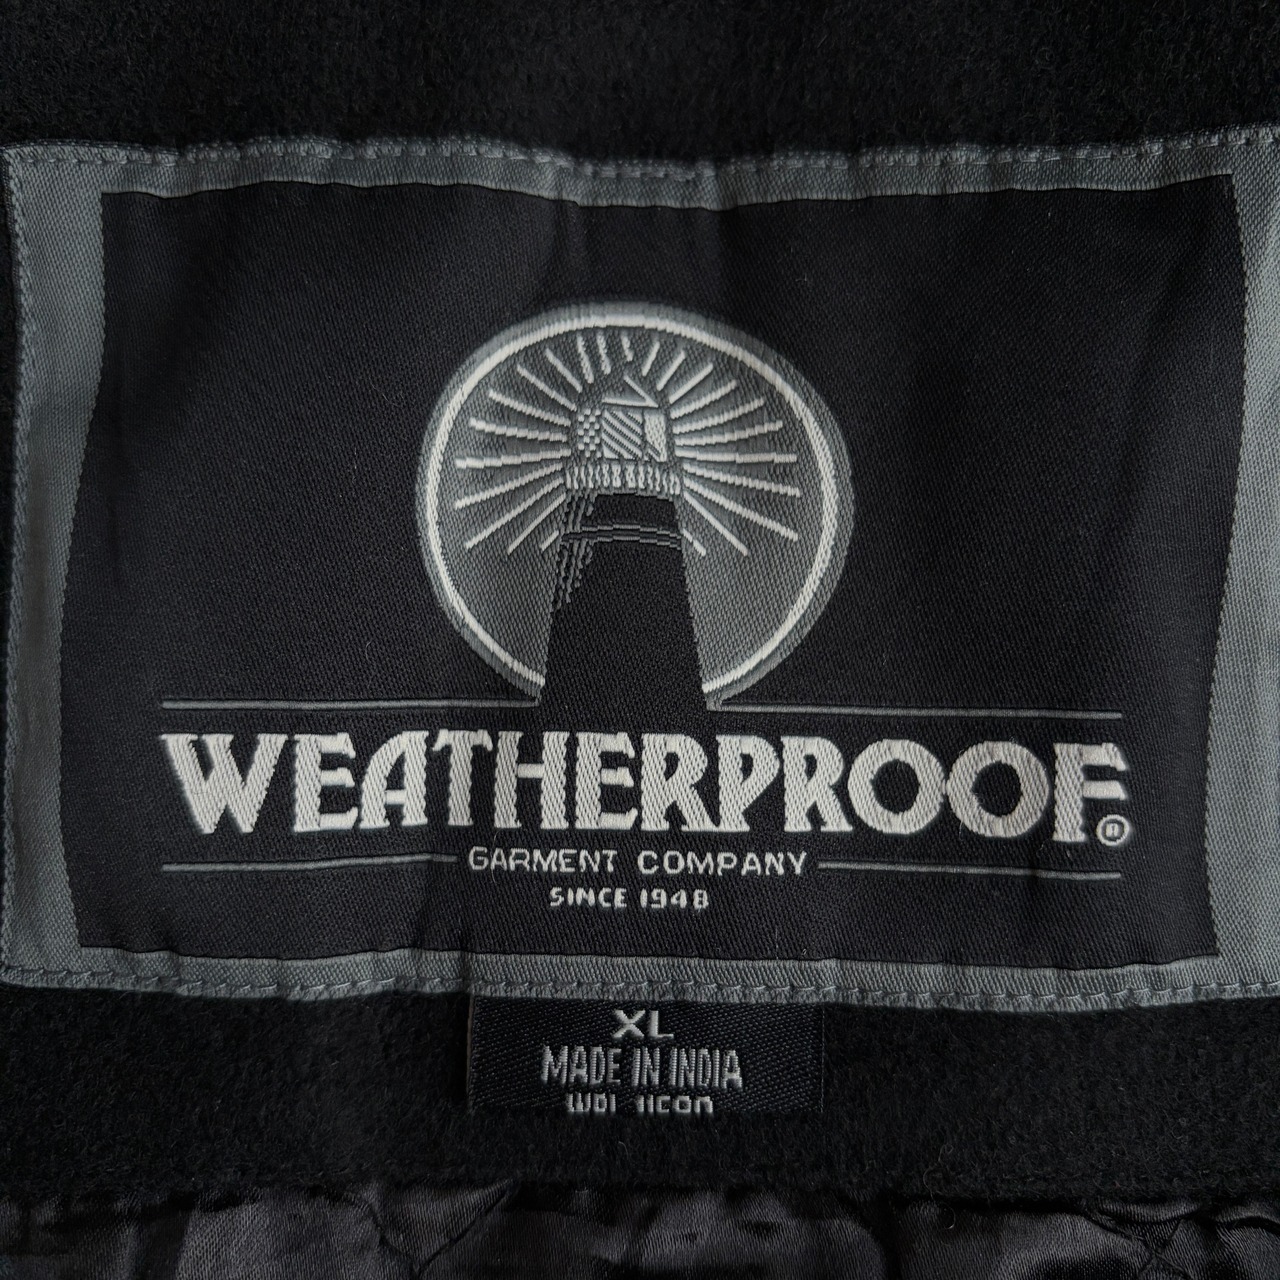 WEATHERPROOF®
GARMENT COMPANY
SINCE 1948
XL
MADE IN INDIA